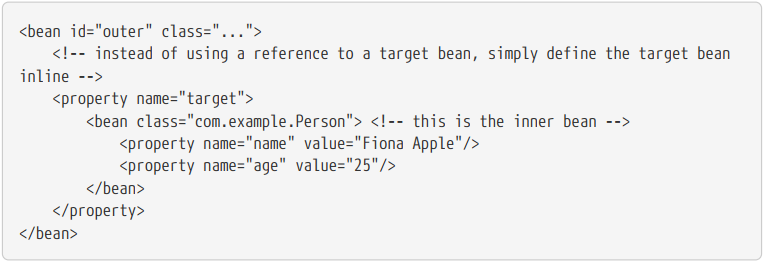 <bean id="outer" class="...">
    <!-- instead of using a reference to a target bean, simply define the target bean
inline -->
    <property name="target">
        <bean class="com.example.Person"> <!-- this is the inner bean -->
            <property name="name" value="Fiona Apple"/>
            <property name="age" value="25"/>
        </bean>
    </property>
</bean>